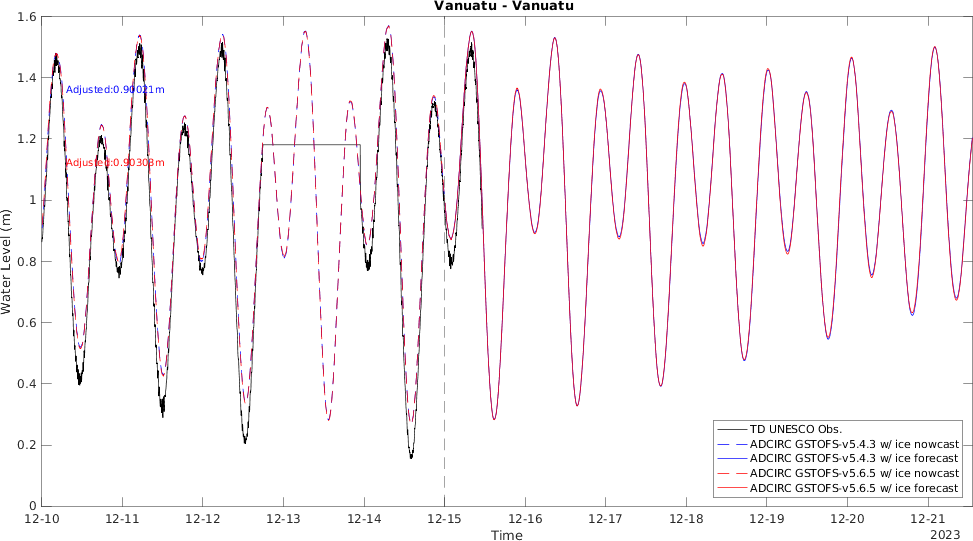 Vanuatu - Vanuatu
1.6
1.4
1.2
1
0.8
0.6
0.4
0.2
0
Water Level (m)
Adjusted:0.90021m
Adjusted:0.90303m
TD UNESCO Obs.
ADCIRC GSTOFS-v5.4.3 w/ ice nowcast
ADCIRC GSTOFS-v5.4.3 w/ ice forecast
ADCIRC GSTOFS-v5.6.5 w/ ice nowcast
ADCIRC GSTOFS-v5.6.5 w/ ice forecast
12-10 12-11 12-12 12-13 12-14 12-15 12-16 12-17 12-18 12-19 12-20 12-21
Time
2023